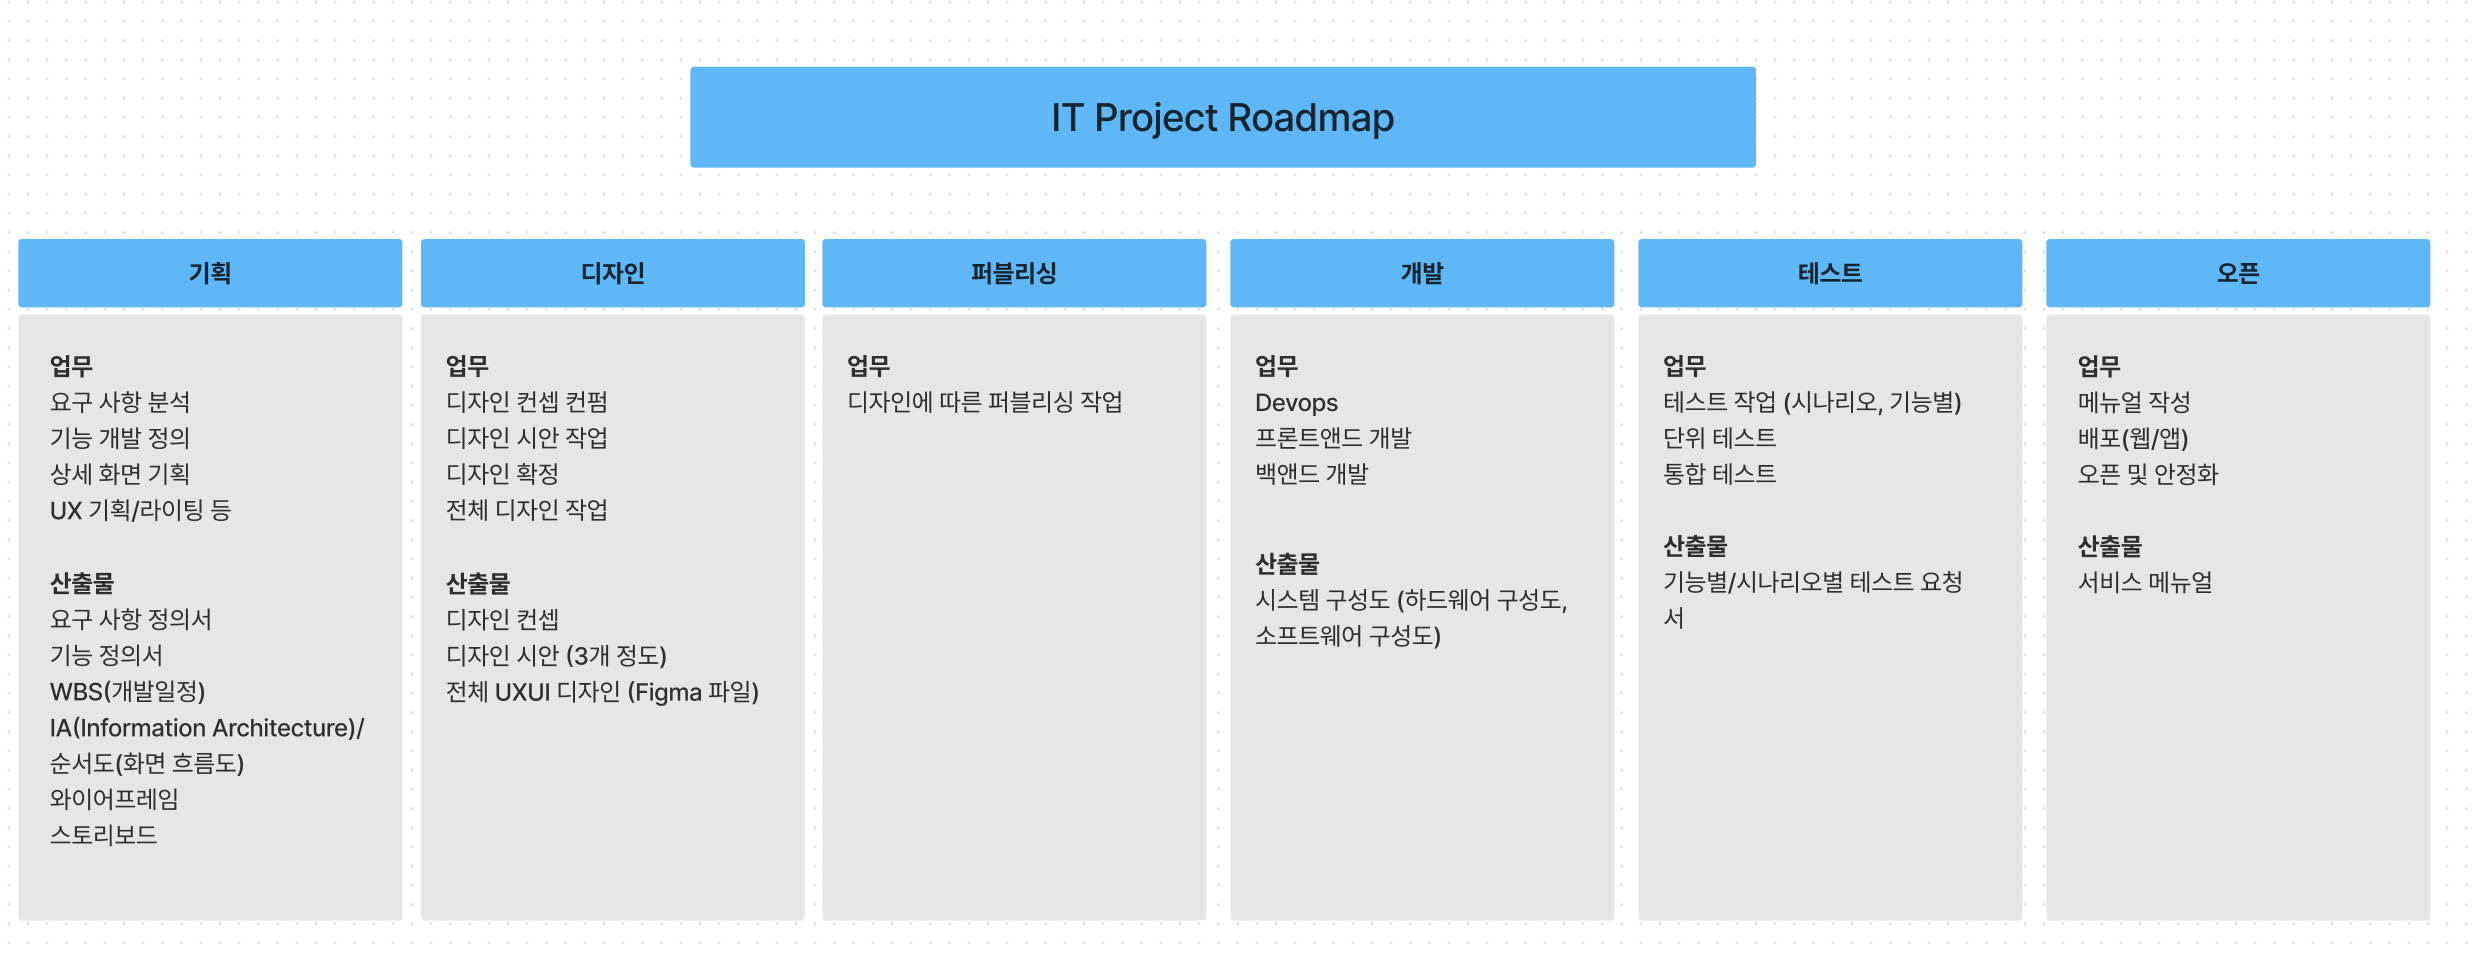 IT Project Roadmap
기획
업무
요구 사항 분석
기능 개발 정의
상세 화면 기획
UX 기획/라이팅 등
산출물
요구 사항 정의서
기능 정의서
WBS(개발일정)
IA(Information Architecture)/
순서도(화면 흐름도)
와이어프레임
스토리보드
디자인
업무
디자인 컨셉 컨펌
디자인 시안 작업
디자인 확정
전체 디자인 작업
산출물
디자인 컨셉
디자인 시안 (3개 정도)
전체 UXUI 디자인 (Figma 파일)
퍼블리싱
업무
디자인에 따른 퍼블리싱 작업
개발
업무
Devops
프론트앤드 개발
백앤드 개발
산출물
시스템 구성도 (하드웨어 구성도,
소프트웨어 구성도)
테스트
업무
테스트 작업 (시나리오, 기능별)
단위 테스트
통합 테스트
산출물
기능별/시나리오별 테스트 요청
서
오픈
업무
메뉴얼 작성
배포(웹/앱)
오픈 및 안정화
산출물
서비스 메뉴얼